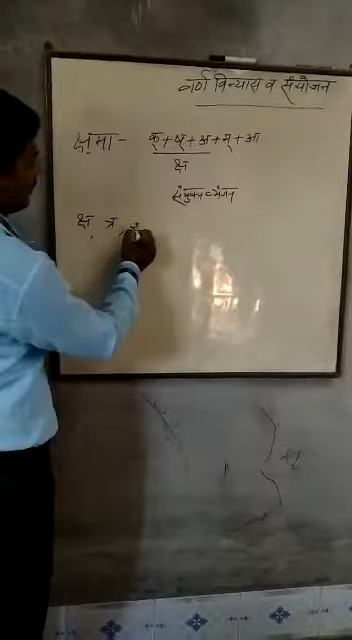 वर्ण विन्यास व संयोजन
क्षमा - क् + ष् + अ + म् + आ
क्ष
संयुक्त व्यंजन
क्ष, त्र,